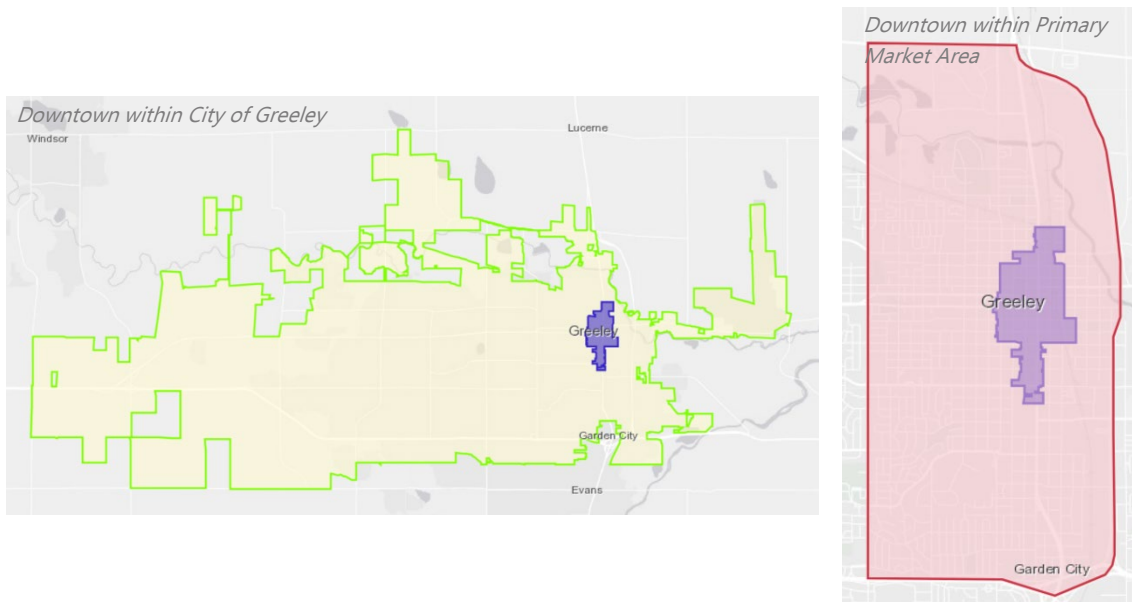 Downtown within City of Greeley
Windsor
Lucerne
Greeley
Garden City
Evans
Downtown within Primary
Market Area
Greeley
Garden City